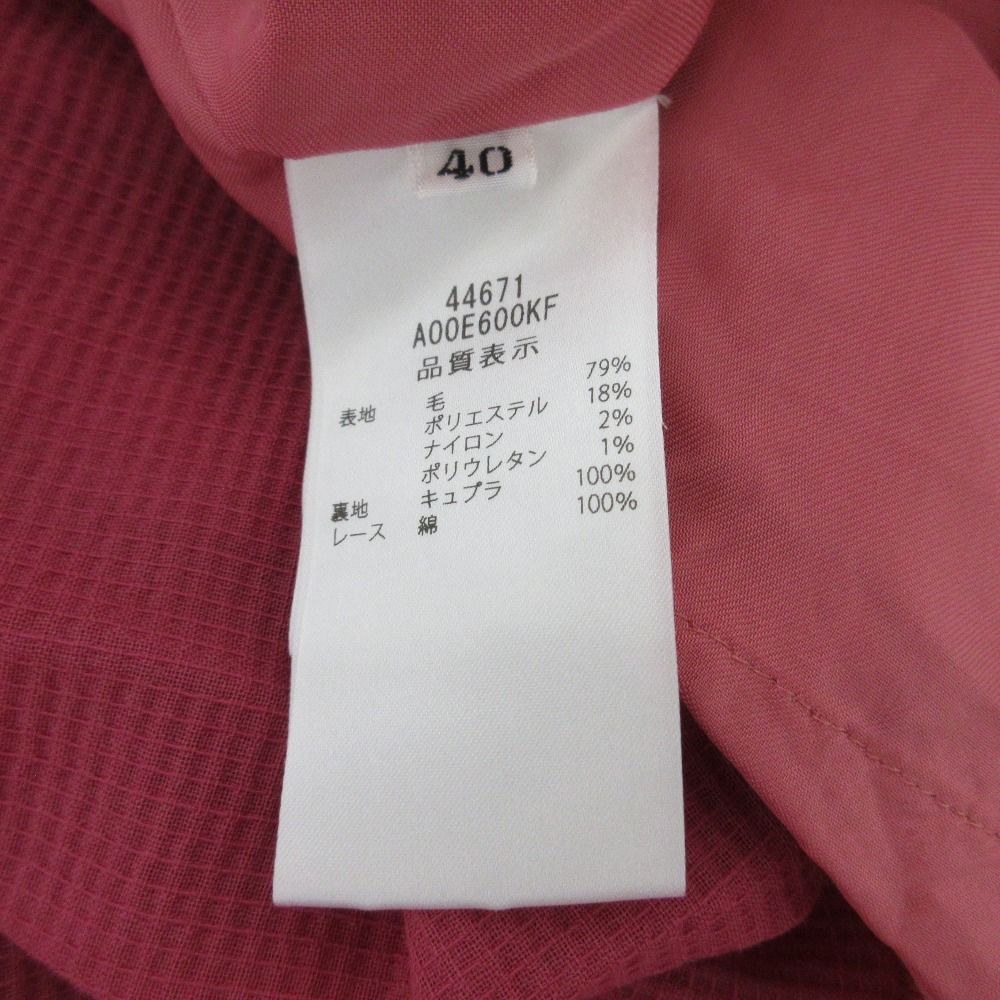 40
44671
A00E600KF
品質表示
表地 毛 79%
ポリエステル 18%
ナイロン 2%
ポリウレタン 1%
裏地 キュプラ 100%
レース 綿 100%